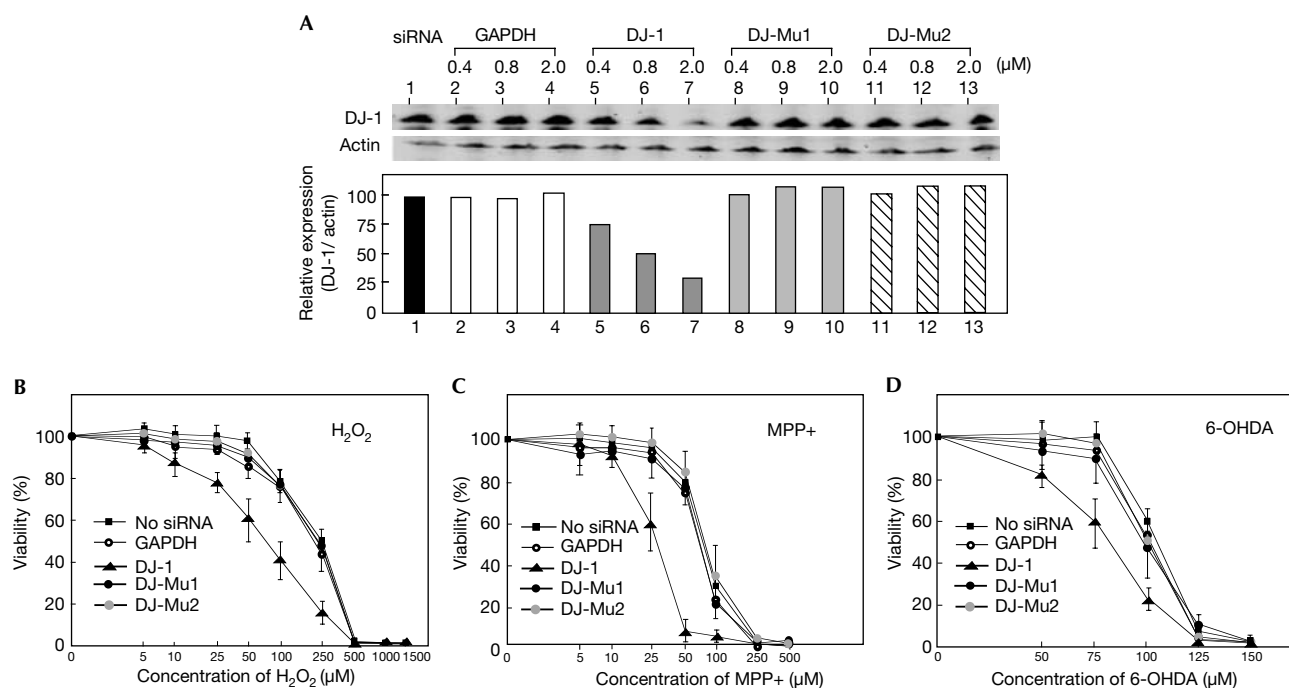 A
siRNA GAPDH DJ-1 DJ-Mu1 DJ-Mu2
0.4 0.8 2.0 0.4 0.8 2.0 0.4 0.8 2.0 0.4 0.8 2.0 (µM)
1 2 3 4 5 6 7 8 9 10 11 12 13
DJ-1
Actin
Relative expression
(DJ-1/ actin)
100
75
50
25
0
1 2 3 4 5 6 7 8 9 10 11 12 13
B
H₂O₂
Viability (%)
100
80
60
40
20
0
No siRNA
GAPDH
DJ-1
DJ-Mu1
DJ-Mu2
0 5 10 25 50 100 250 500 1000 1500
Concentration of H₂O₂ (µM)
C
MPP+
Viability (%)
100
80
60
40
20
No siRNA
GAPDH
DJ-1
DJ-Mu1
DJ-Mu2
0 5 10 25 50 100 250 500
Concentration of MPP+ (µM)
D
6-OHDA
Viability (%)
100
80
60
40
20
0
No siRNA
GAPDH
DJ-1
DJ-Mu1
DJ-Mu2
0 50 75 100 125 150
Concentration of 6-OHDA (µM)